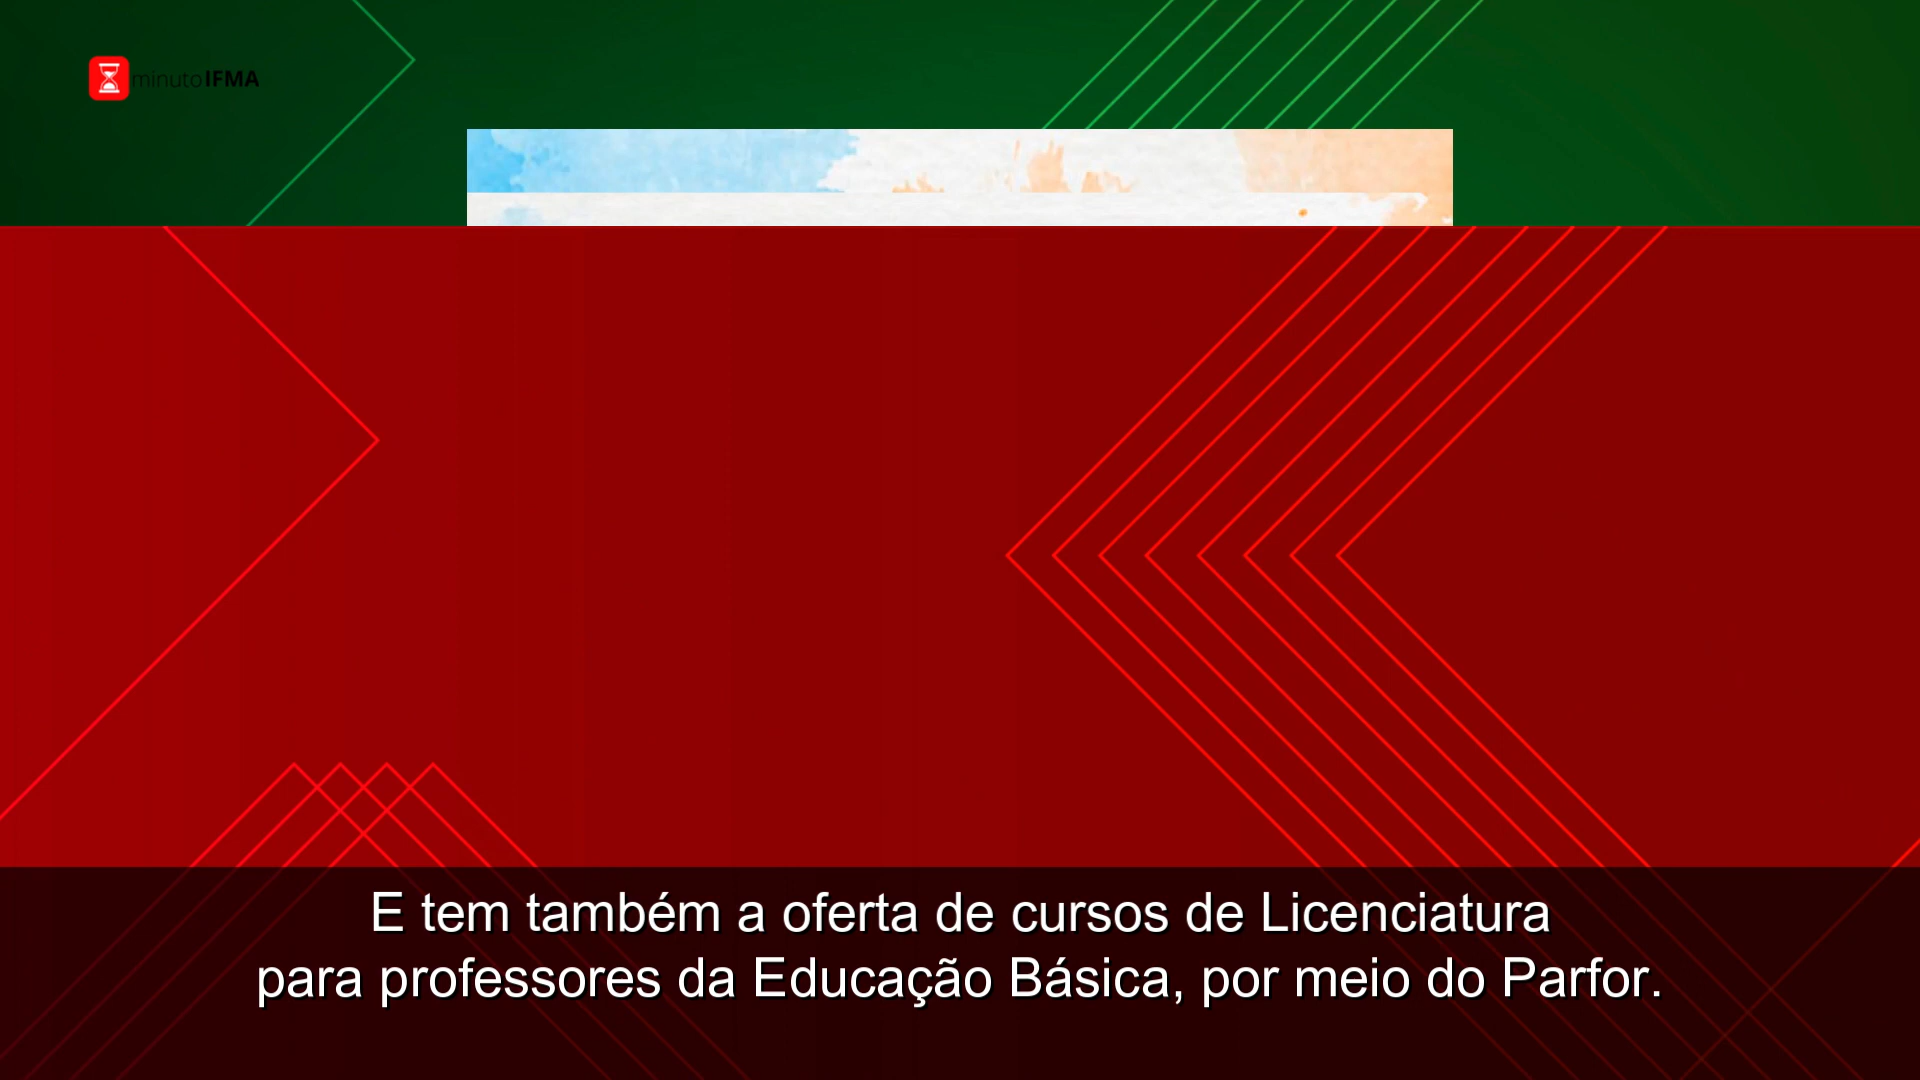 minutoIFMA
E tem também a oferta de cursos de Licenciatura
para professores da Educação Básica, por meio do Parfor.